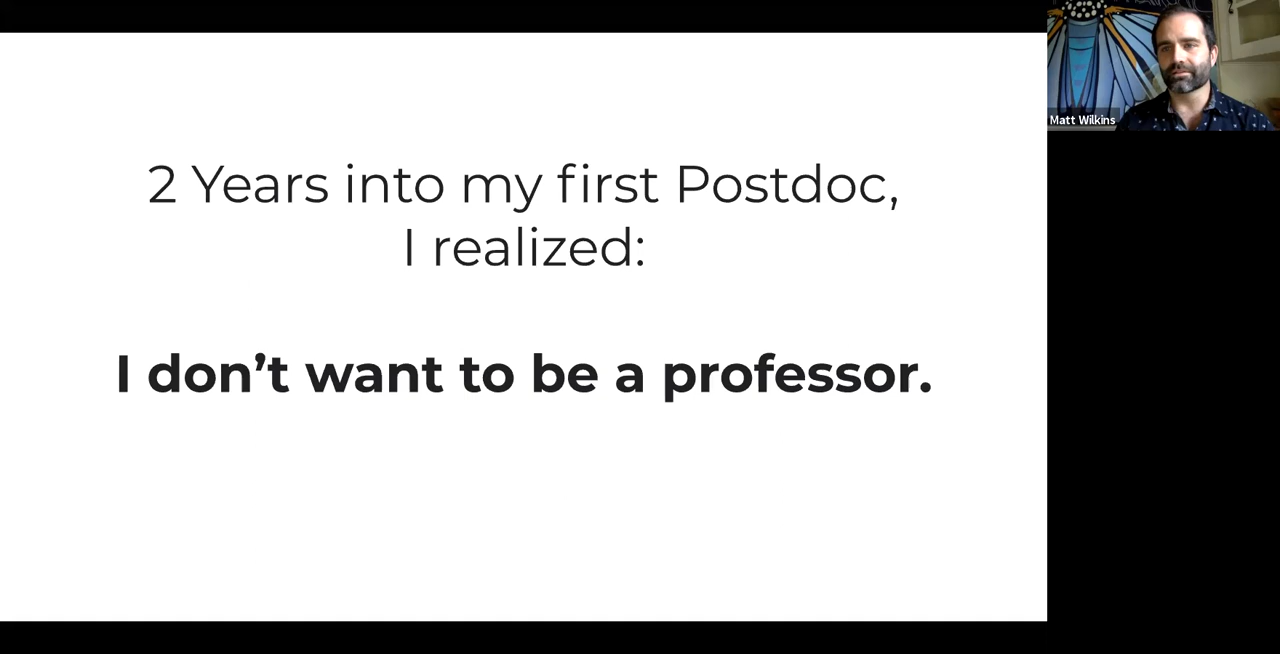 2 Years into my first Postdoc,
I realized:
I don’t want to be a professor.
Matt Wilkins